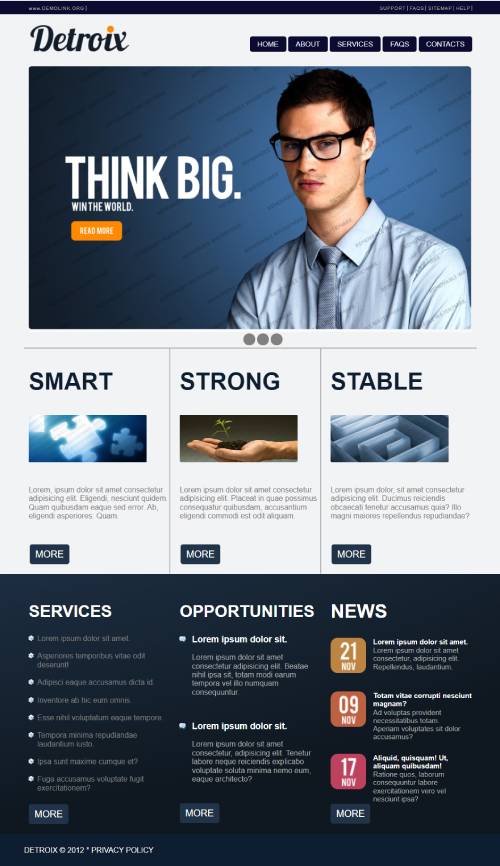 www.DEMOLINK.ORG |
SUPPORT | FAQS | SITEMAP | HELP |
Detroix
HOME
ABOUT
SERVICES
FAQS
CONTACTS
THINK BIG.
WIN THE WORLD.
READ MORE
SMART
STRONG
STABLE
Lorem, ipsum dolor sit amet consectetur
adipisicing elit. Eligendi, nesciunt quidem.
Quam quibusdam eaque sed error. Ab,
eligendi asperiores. Quam.
Lorem ipsum dolor sit amet consectetur
adipisicing elit. Placeat in quae possimus
consequatur quibusdam, accusantium
eligendi commodi est odit aliquam.
Lorem ipsum dolor, sit amet consectetur
adipisicing elit. Ducimus reiciendis
obcaecati tenetur accusamus quia? Illo
magni maiores repellendus repudiandae?
MORE
MORE
MORE
SERVICES
Lorem ipsum dolor sit amet.
Asperiores temporibus vitae odit
deserunt!
Adipisci eaque accusamus dicta id.
Inventore ab hic eum omnis.
Esse nihil voluptatum eaque tempore.
Tempora minima repudiandae
laudantium iusto.
Ipsa sunt maxime cumque et?
Fuga accusamus voluptate fugit
exercitationem?
MORE
OPPORTUNITIES
Lorem ipsum dolor sit.
Lorem ipsum dolor sit amet
consectetur adipisicing elit. Beatae
nihil ipsa sit, totam modi earum
tempora vel illo numquam
consequuntur.
Lorem ipsum dolor sit.
Lorem ipsum dolor sit amet
consectetur, adipisicing elit. Tenetur
labore neque reiciendis explicabo
voluptate soluta minima nemo eum,
eaque architecto?
MORE
NEWS
21
NOV
Lorem ipsum dolor sit amet.
Lorem ipsum dolor sit amet
consectetur, adipisicing elit.
Repellendus, laudantium.
09
NOV
Totam vitae corrupti nesciunt
magnam?
Ad voluptas provident
necessitatibus totam.
Aperiam voluptates sit dolor
accusamus?
17
NOV
Aliquid, quisquam! Ut,
aliquam quibusdam!
Ratione quos, laborum
consequuntur labore
exercitationem vero vel
nesciunt ipsa?
MORE
DETROIX © 2012 * PRIVACY POLICY